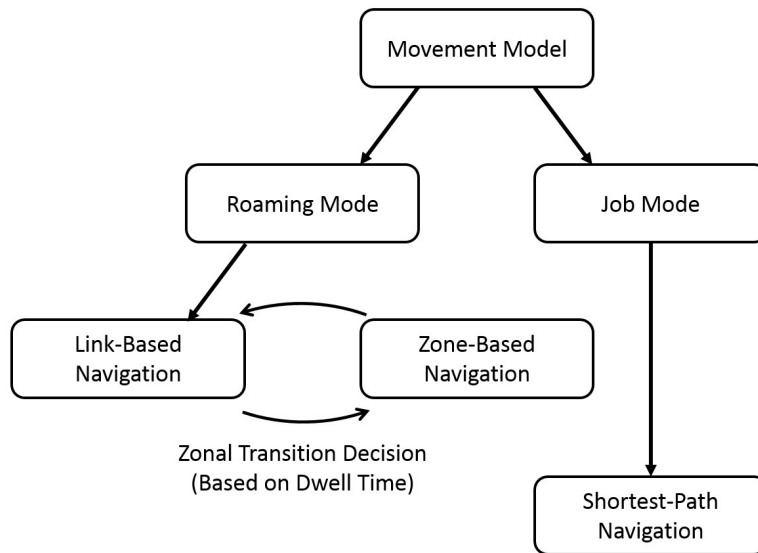 Movement Model
Roaming Mode
Job Mode
Link-Based
Navigation
Zone-Based
Navigation
Zonal Transition Decision
(Based on Dwell Time)
Shortest-Path
Navigation